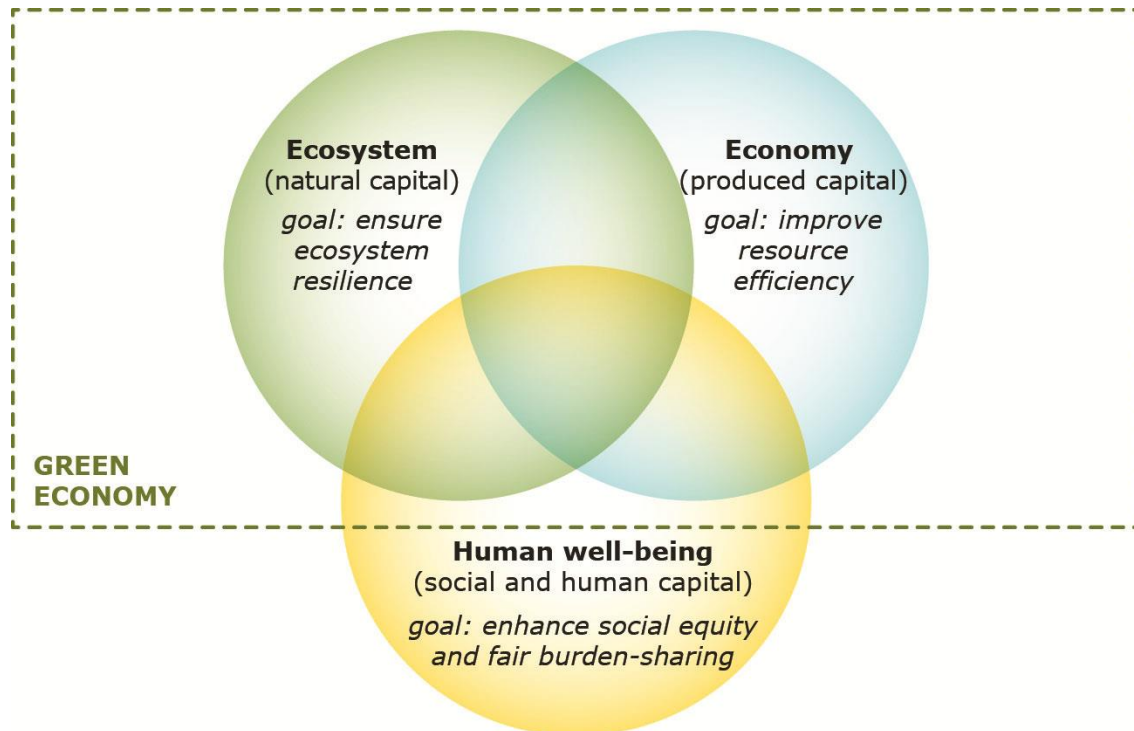 Ecosystem
(natural capital)
goal: ensure
ecosystem
resilience
Economy
(produced capital)
goal: improve
resource
efficiency
GREEN
ECONOMY
Human well-being
(social and human capital)
goal: enhance social equity
and fair burden-sharing